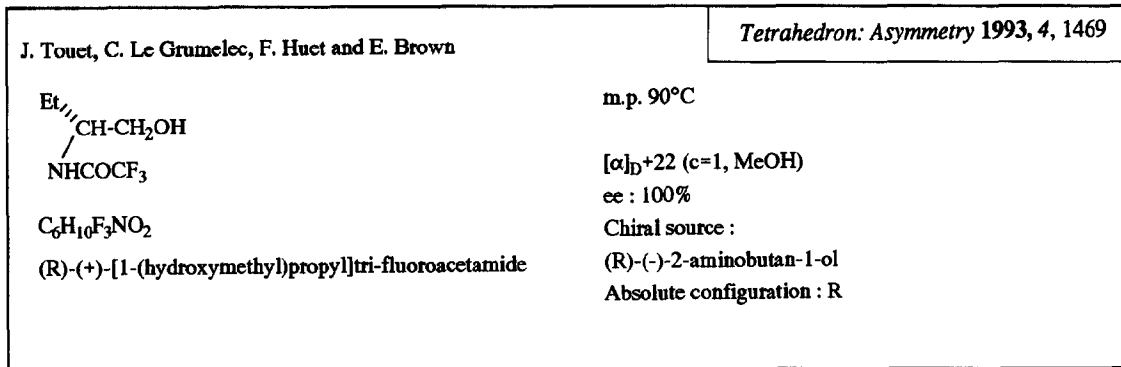 J. Touet, C. Le Grumelec, F. Huet and E. Brown
Tetrahedron: Asymmetry 1993, 4, 1469
Et
CH-CH₂OH
NHCOCF₃
C₆H₁₀F₃NO₂
(R)-(+)-[1-(hydroxymethyl)propyl]tri-fluoroacetamide
m.p. 90°C
[α]D+22 (c=1, MeOH)
ee : 100%
Chiral source :
(R)-(-)-2-aminobutan-1-ol
Absolute configuration : R